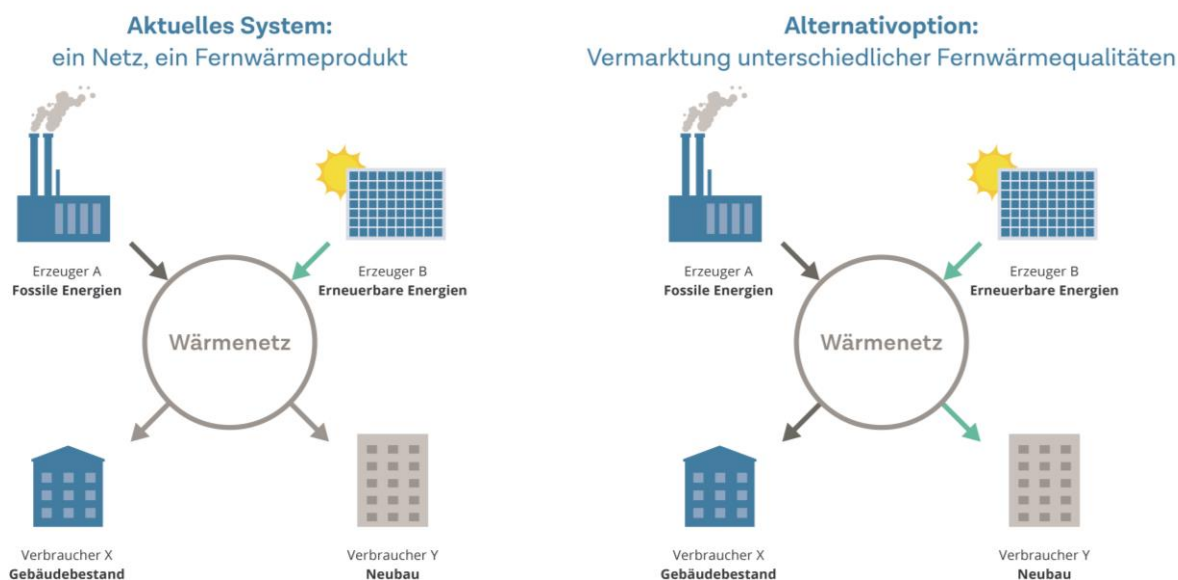 Aktuelles System:
ein Netz, ein Fernwärmeprodukt
Erzeuger A
Fossile Energien
Erzeuger B
Erneuerbare Energien
Wärmenetz
Verbraucher X
Gebäudebestand
Verbraucher Y
Neubau
Alternativoption:
Vermarktung unterschiedlicher Fernwärmequalitäten
Erzeuger A
Fossile Energien
Erzeuger B
Erneuerbare Energien
Wärmenetz
Verbraucher X
Gebäudebestand
Verbraucher Y
Neubau